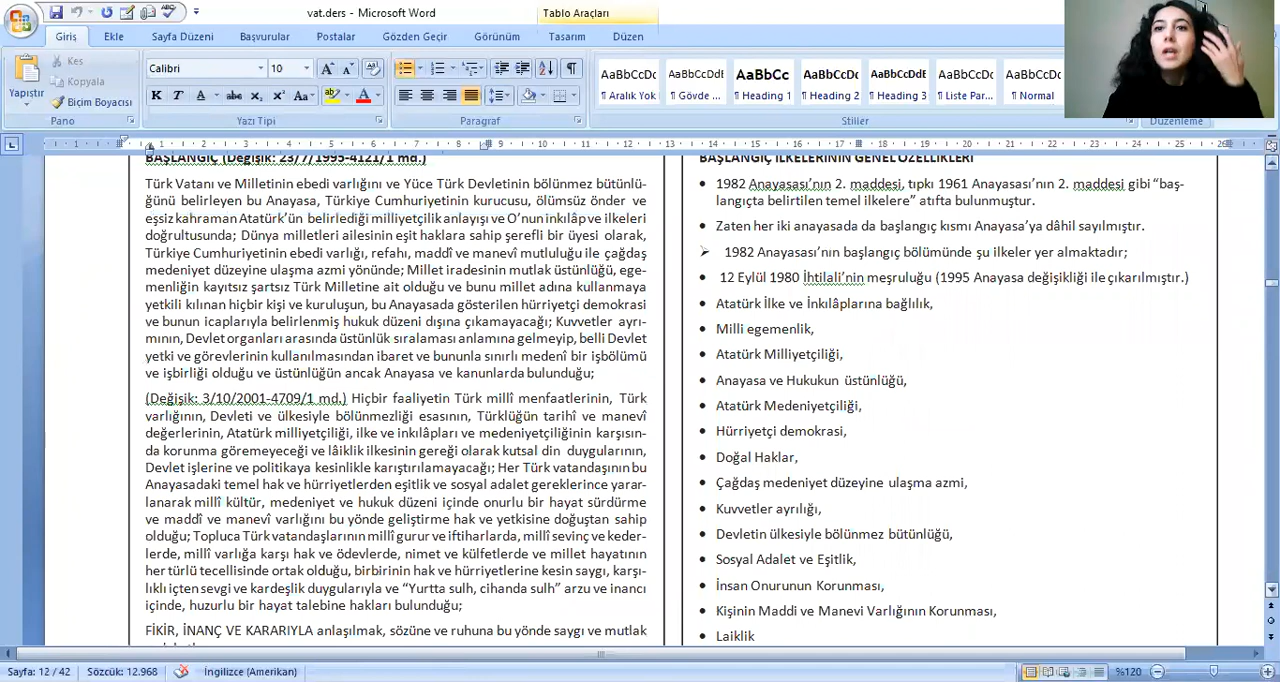 vat.ders - Microsoft Word
Tablo Araçları
Giriş
Ekle
Sayfa Düzeni
Başvurular
Postalar
Gözden Geçir
Görünüm
Tasarım
Düzen
Yapıştır
Kes
Kopyala
Biçim Boyacısı
Pano
Calibri
10
Yazı Tipi
Paragraf
AaBbCcDc
AaBbCcDdE
AaBbCc
AaBbCcDc
AaBbCcDdE
AaBbCcDc
AaBbCcDc
¶ Aralık Yok
¶ Gövde ...
¶ Heading 1
¶ Heading 2
¶ Heading 3
¶ Liste Par...
¶ Normal
Stiller
Düzenleme
BAŞLANGIÇ (Değişik: 23/7/1995-4121/1 md.)
Türk Vatanı ve Milletinin ebedi varlığını ve Yüce Türk Devletinin bölünmez bütünlü-
ğünü belirleyen bu Anayasa, Türkiye Cumhuriyetinin kurucusu, ölümsüz önder ve
eşsiz kahraman Atatürk’ün belirlediği milliyetçilik anlayışı ve O’nun inkılâp ve ilkeleri
doğrultusunda; Dünya milletleri ailesinin eşit haklara sahip şerefli bir üyesi olarak,
Türkiye Cumhuriyetinin ebedi varlığı, refahı, maddî ve manevî mutluluğu ile çağdaş
medeniyet düzeyine ulaşma azmi yönünde; Millet iradesinin mutlak üstünlüğü, ege-
menliğin kayıtsız şartsız Türk Milletine ait olduğu ve bunu millet adına kullanmaya
yetkili kılınan hiçbir kişi ve kuruluşun, bu Anayasada gösterilen hürriyetçi demokrasi
ve bunun icaplarıyla belirlenmiş hukuk düzeni dışına çıkamayacağı; Kuvvetler ayrı-
mının, Devlet organları arasında üstünlük sıralaması anlamına gelmeyip, belli Devlet
yetki ve görevlerinin kullanılmasından ibaret ve bununla sınırlı medenî bir işbölümü
ve işbirliği olduğu ve üstünlüğün ancak Anayasa ve kanunlarda bulunduğu;
(Değişik: 3/10/2001-4709/1 md.) Hiçbir faaliyetin Türk millî menfaatlerinin, Türk
varlığının, Devleti ve ülkesiyle bölünmezliği esasının, Türklüğün tarihî ve manevî
değerlerinin, Atatürk milliyetçiliği, ilke ve inkılâpları ve medeniyetçiliğinin karşısın-
da korunma göremeyeceği ve lâiklik ilkesinin gereği olarak kutsal din duygularının,
Devlet işlerine ve politikaya kesinlikle karıştırılamayacağı; Her Türk vatandaşının bu
Anayasadaki temel hak ve hürriyetlerden eşitlik ve sosyal adalet gereklerince yarar-
lanarak millî kültür, medeniyet ve hukuk düzeni içinde onurlu bir hayat sürdürme
ve maddî ve manevî varlığını bu yönde geliştirme hak ve yetkisine doğuştan sahip
olduğu; Topluca Türk vatandaşlarının millî gurur ve iftiharlarda, millî sevinç ve keder-
lerde, millî varlığa karşı hak ve ödevlerde, nimet ve külfetlerde ve millet hayatının
her türlü tecellisinde ortak olduğu, birbirinin hak ve hürriyetlerine kesin saygı, karşı-
lıklı içten sevgi ve kardeşlik duygularıyla ve “Yurtta sulh, cihanda sulh” arzu ve inancı
içinde, huzurlu bir hayat talebine hakları bulunduğu;
FİKİR, İNANÇ VE KARARIYLA anlaşılmak, sözüne ve ruhuna bu yönde saygı ve mutlak
BAŞLANGIÇ İLKELERİNİN GENEL ÖZELLİKLERİ
• 1982 Anayasası’nın 2. maddesi, tıpkı 1961 Anayasası’nın 2. maddesi gibi “baş-
langıçta belirtilen temel ilkelere” atıfta bulunmuştur.
• Zaten her iki anayasada da başlangıç kısmı Anayasa’ya dâhil sayılmıştır.
➢ 1982 Anayasası’nın başlangıç bölümünde şu ilkeler yer almaktadır;
• 12 Eylül 1980 İhtilali’nin meşruluğu (1995 Anayasa değişikliği ile çıkarılmıştır.)
• Atatürk İlke ve İnkılâplarına bağlılık,
• Milli egemenlik,
• Atatürk Milliyetçiliği,
• Anayasa ve Hukukun üstünlüğü,
• Atatürk Medeniyetçiliği,
• Hürriyetçi demokrasi,
• Doğal Haklar,
• Çağdaş medeniyet düzeyine ulaşma azmi,
• Kuvvetler ayrılığı,
• Devletin ülkesiyle bölünmez bütünlüğü,
• Sosyal Adalet ve Eşitlik,
• İnsan Onurunun Korunması,
• Kişinin Maddi ve Manevi Varlığının Korunması,
• Laiklik
Sayfa: 12 / 42
Sözcük: 12.968
İngilizce (Amerikan)
%120